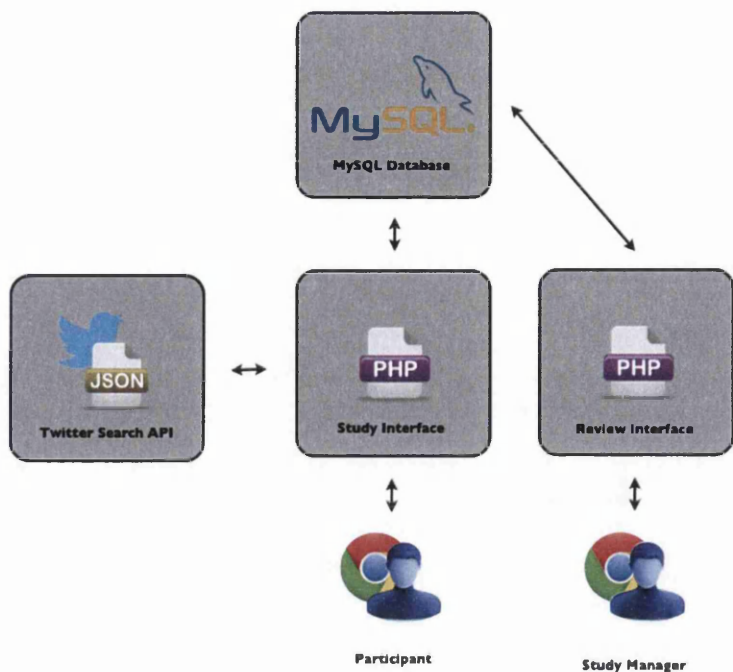 MySQL.
MySQL Database
JSON
Twitter Search API
PHP
Study Interface
PHP
Review Interface
Participant
Study Manager